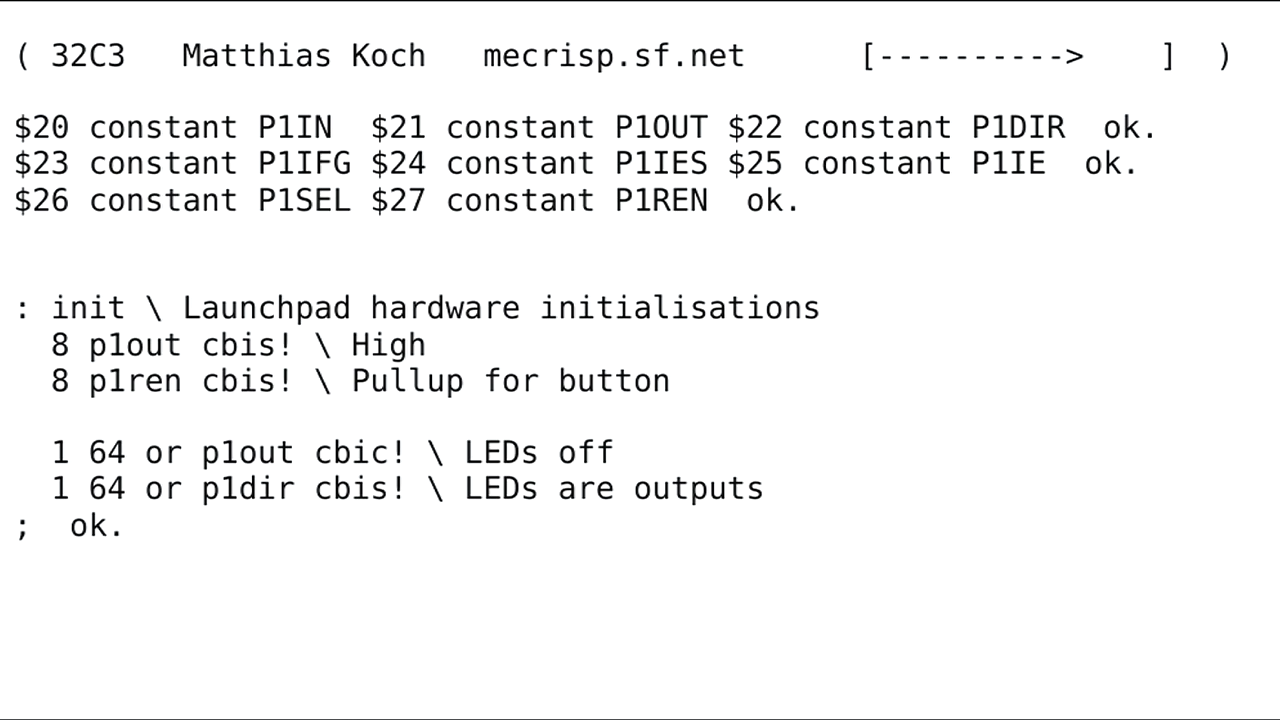 ( 32C3   Matthias Koch   mecrisp.sf.net      [---------->    ]  )
$20 constant P1IN  $21 constant P1OUT $22 constant P1DIR  ok.
$23 constant P1IFG $24 constant P1IES $25 constant P1IE  ok.
$26 constant P1SEL $27 constant P1REN  ok.
: init \ Launchpad hardware initialisations
  8 p1out cbis! \ High
  8 p1ren cbis! \ Pullup for button
  1 64 or p1out cbic! \ LEDs off
  1 64 or p1dir cbis! \ LEDs are outputs
;  ok.